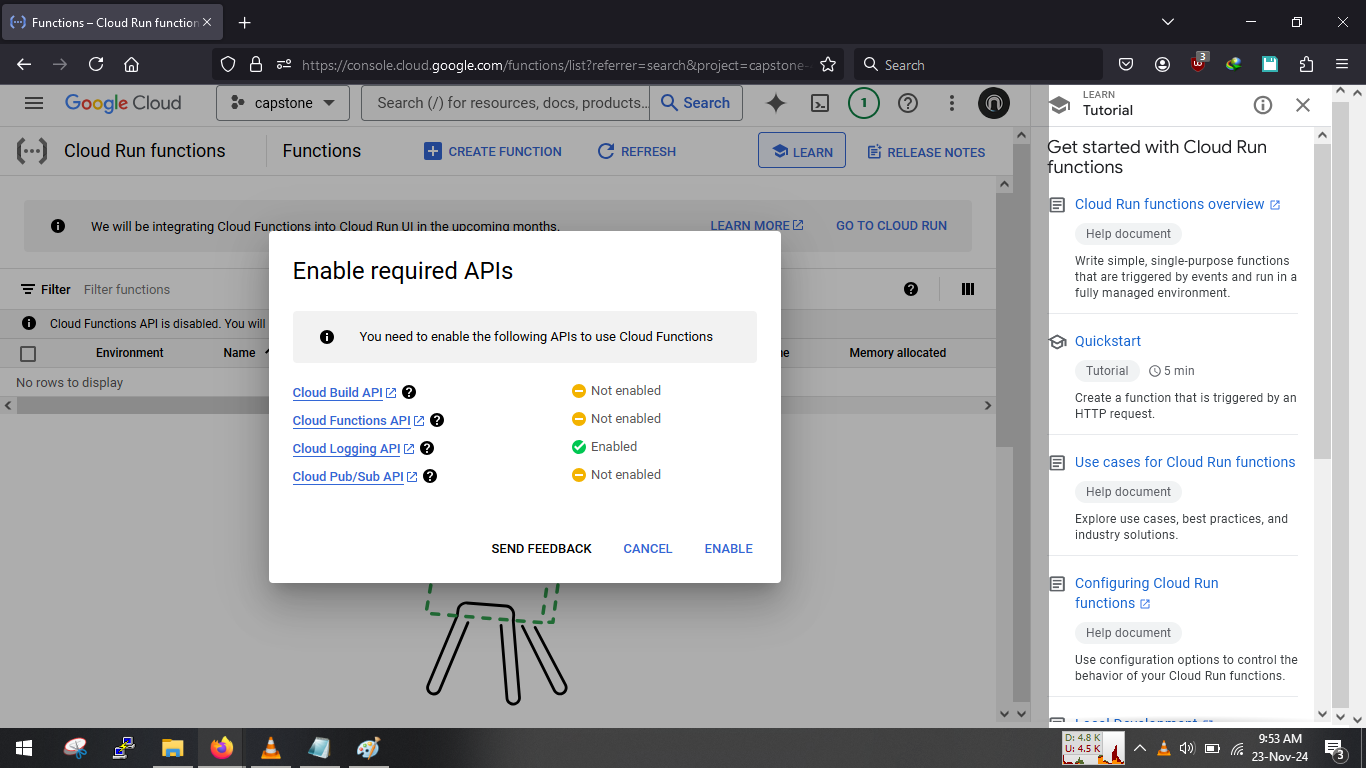 Functions – Cloud Run function
https://console.cloud.google.com/functions/list?referrer=search&project=capstone-
Search
3
Google Cloud
capstone
Search (/) for resources, docs, products...
Search
1
LEARN
Tutorial
Cloud Run functions
Functions
CREATE FUNCTION
REFRESH
LEARN
RELEASE NOTES
We will be integrating Cloud Functions into Cloud Run UI in the upcoming months.
LEARN MORE
GO TO CLOUD RUN
Filter
Filter functions
Cloud Functions API is disabled. You will
Environment
Name
Memory allocated
No rows to display
Enable required APIs
You need to enable the following APIs to use Cloud Functions
Cloud Build API
Not enabled
Cloud Functions API
Not enabled
Cloud Logging API
Enabled
Cloud Pub/Sub API
Not enabled
SEND FEEDBACK
CANCEL
ENABLE
Get started with Cloud Run
functions
Cloud Run functions overview
Help document
Write simple, single-purpose functions
that are triggered by events and run in a
fully managed environment.
Quickstart
Tutorial
5 min
Create a function that is triggered by an
HTTP request.
Use cases for Cloud Run functions
Help document
Explore use cases, best practices, and
industry solutions.
Configuring Cloud Run
functions
Help document
Use configuration options to control the
behavior of your Cloud Run functions.
Local Development
D: 4.8 K
U: 4.5 K
9:53 AM
23-Nov-24
3